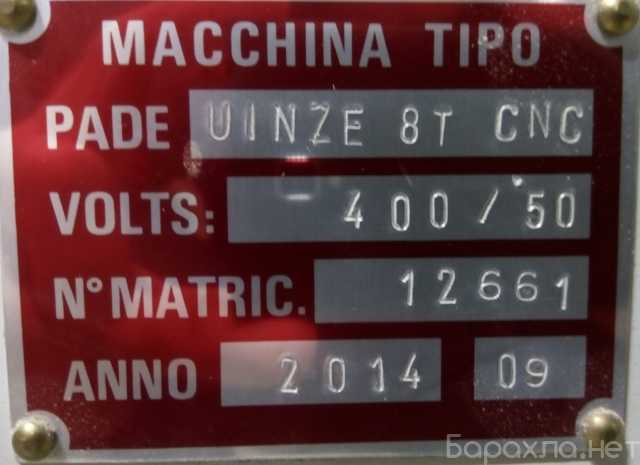 MACCHINA TIPO
PADE UINZE 8T CNC
VOLTS: 400/50
N° MATRIC. 12661
ANNO 2014 09
Барахла.нет